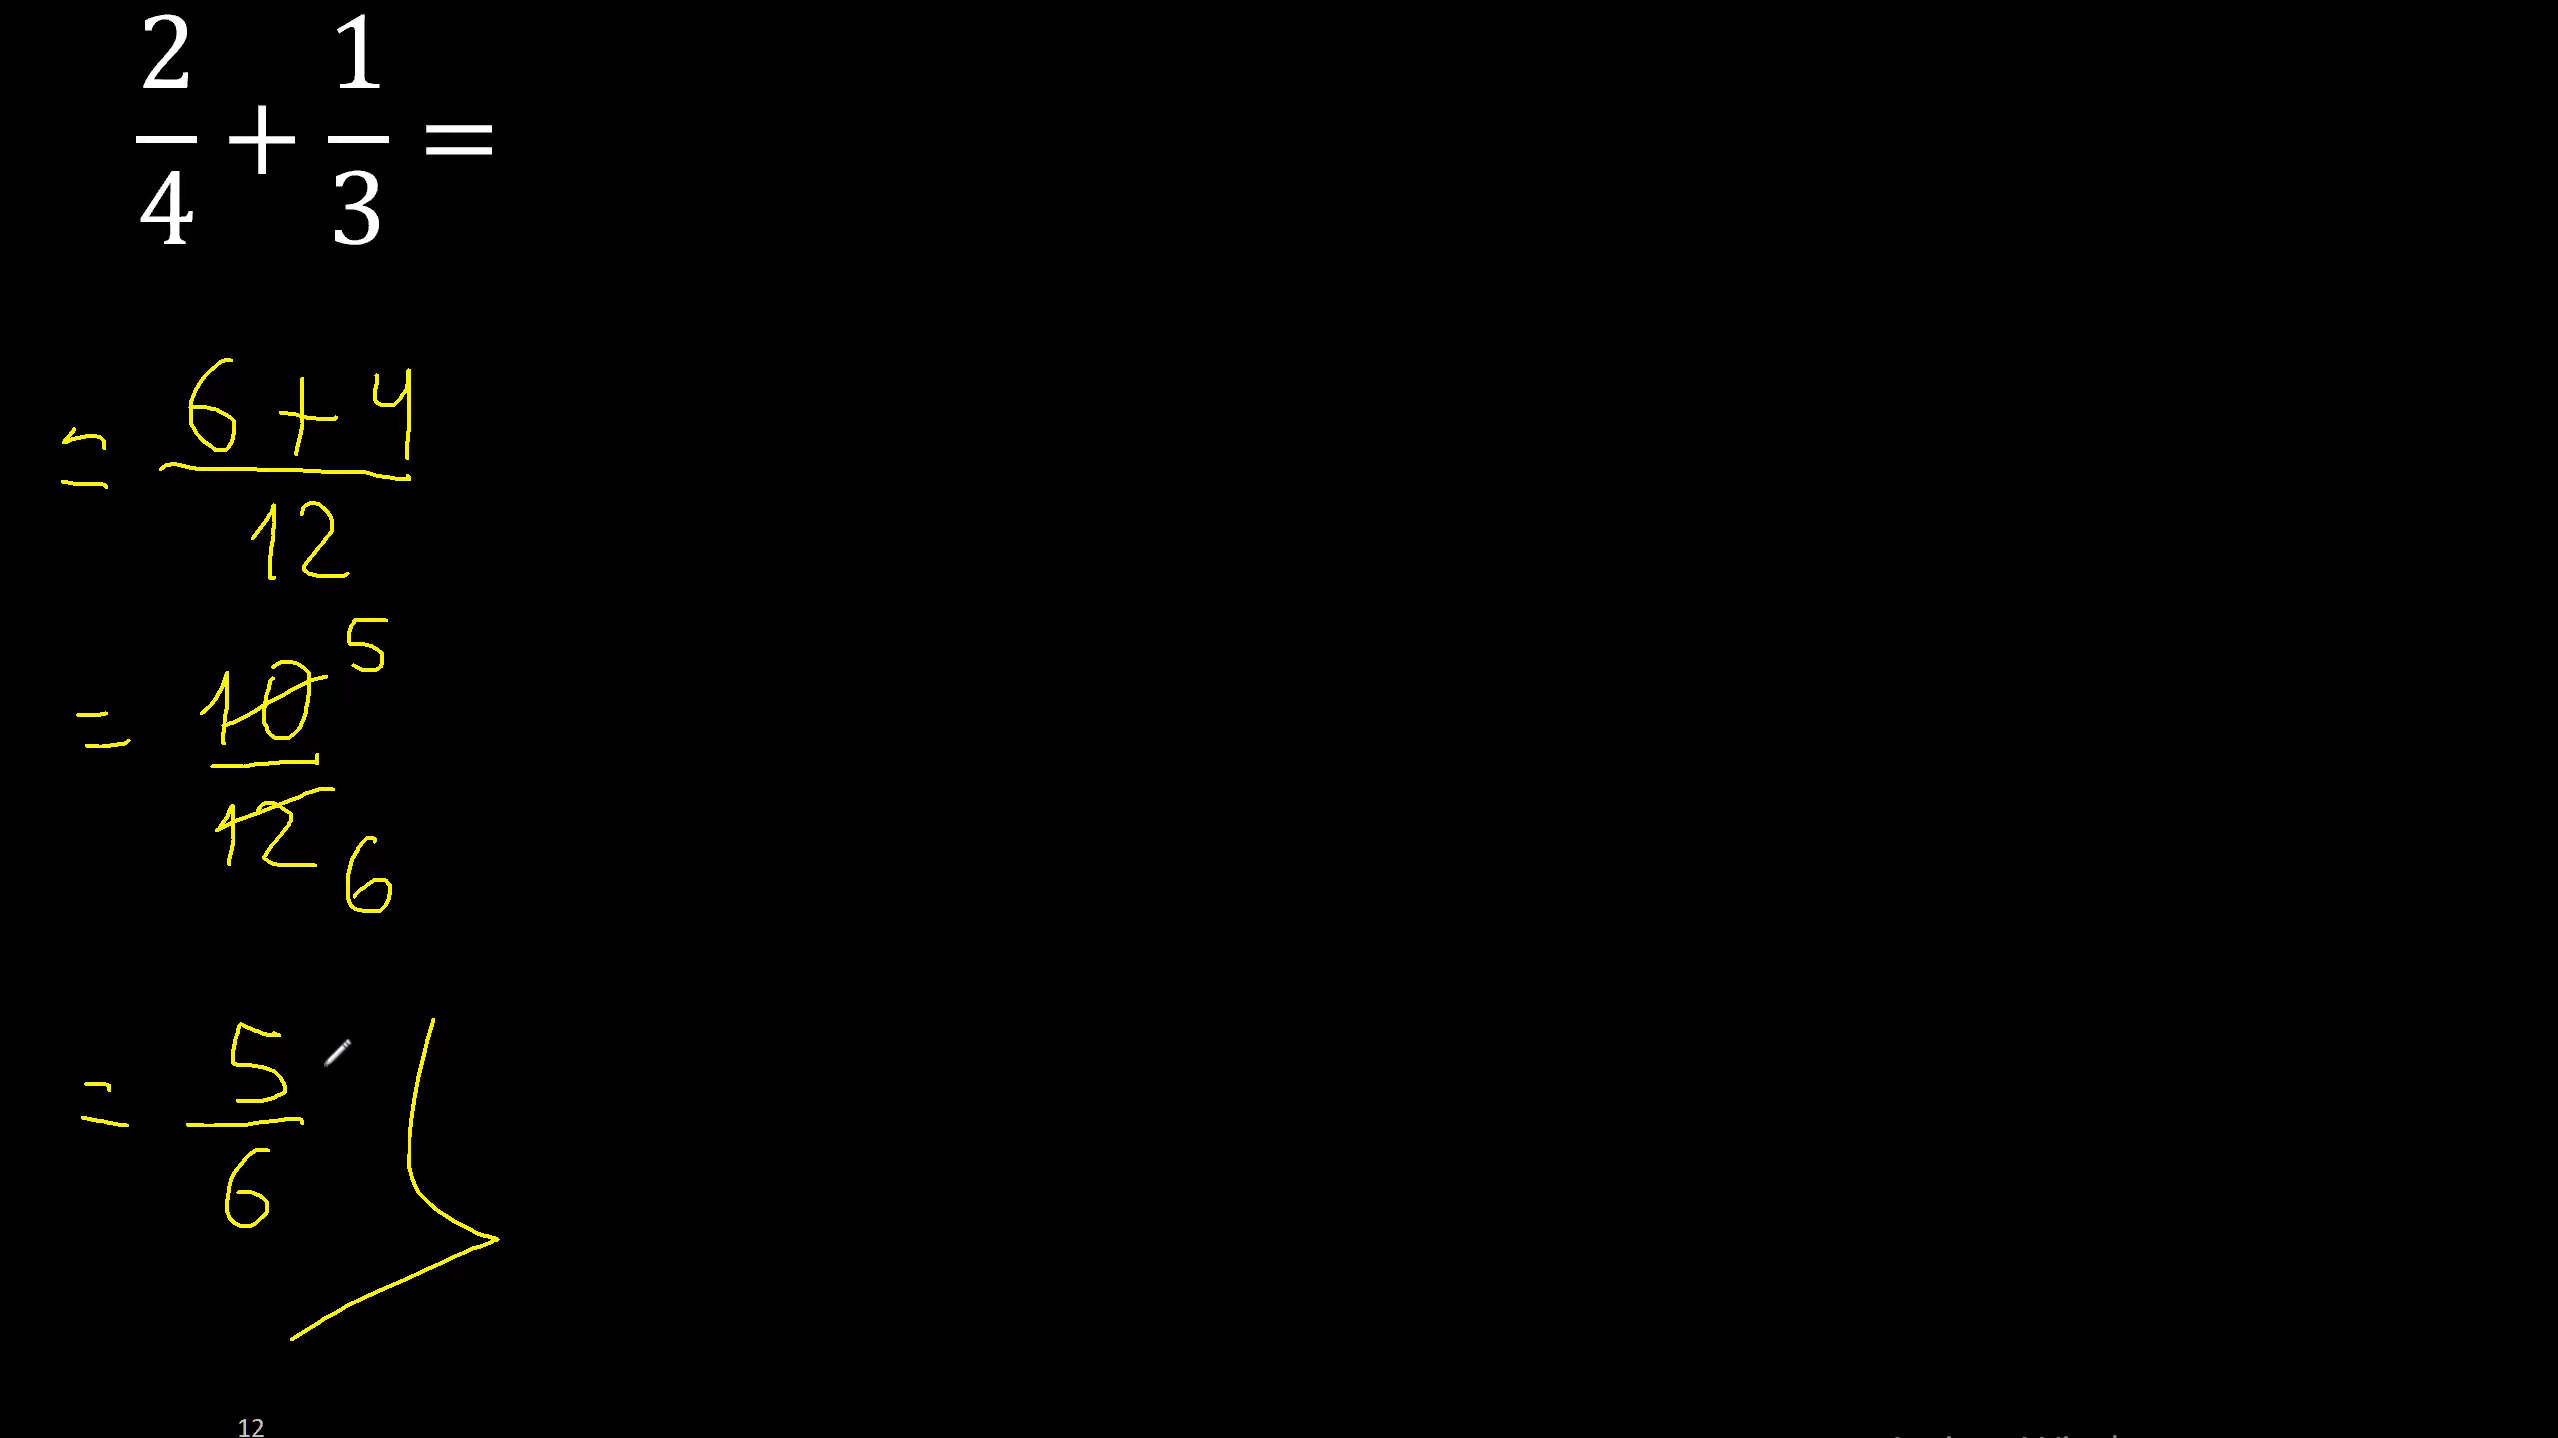 2/4 + 1/3 =
= 6+4/12
= 10/12 5 6
= 5/6
12